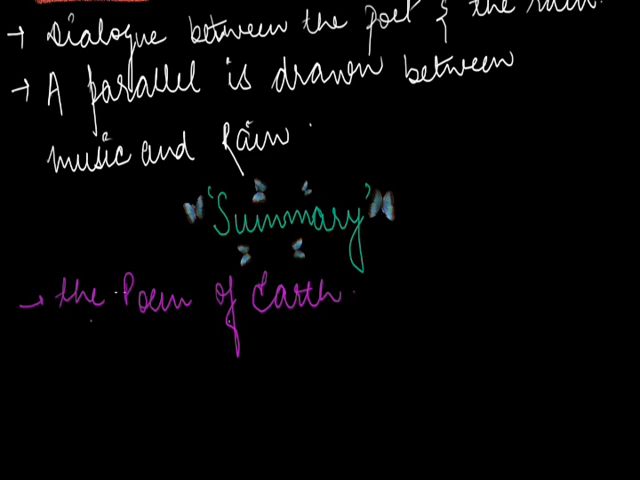 → Dialogue between the poet & the rain.
→ A parallel is drawn between
music and Rain.
'Summary'
→ the Poem of Earth.